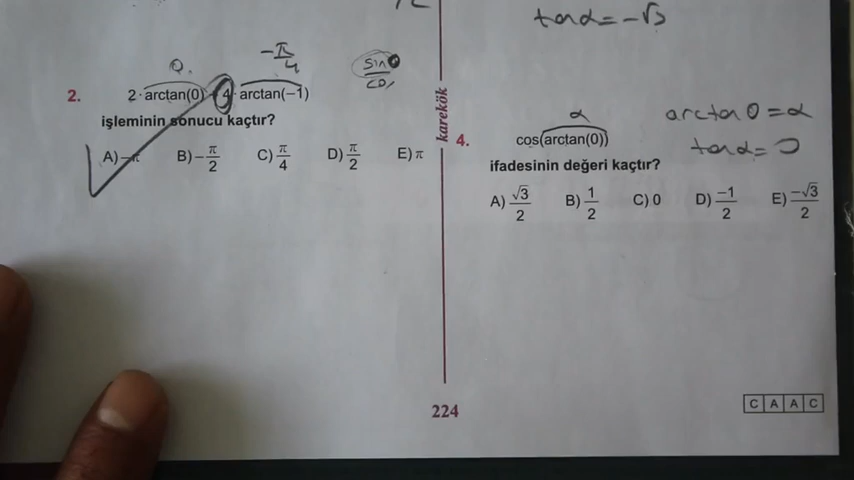 tanα = -√3
0
-π/4
sin 0
2. 2·arctan(0) + 4·arctan(-1)
işleminin sonucu kaçtır?
A) -π B) -π/2 C) π/4 D) π/2 E) π
karekök
α
arctan 0 = α
tanα = 0
4. cos(arctan(0))
ifadesinin değeri kaçtır?
A) √3/2 B) 1/2 C) 0 D) -1/2 E) -√3/2
224
C A A C